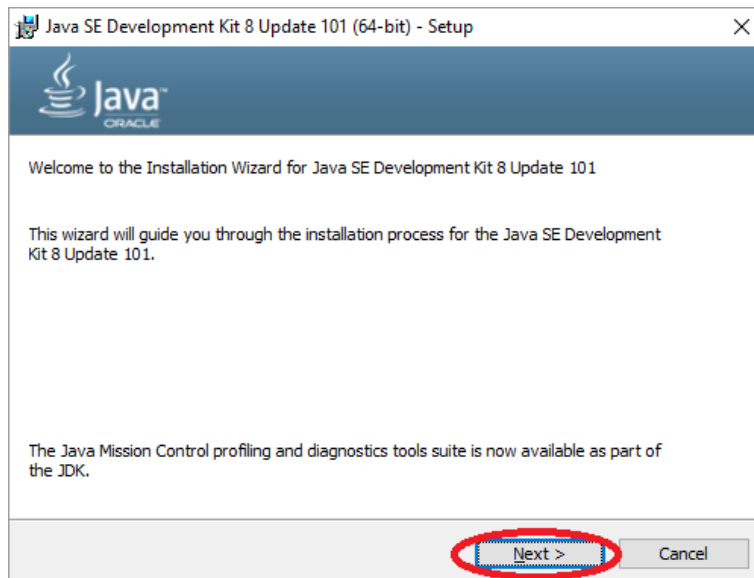 Java SE Development Kit 8 Update 101 (64-bit) - Setup
Java™
ORACLE
Welcome to the Installation Wizard for Java SE Development Kit 8 Update 101
This wizard will guide you through the installation process for the Java SE Development
Kit 8 Update 101.
The Java Mission Control profiling and diagnostics tools suite is now available as part of
the JDK.
Next >
Cancel